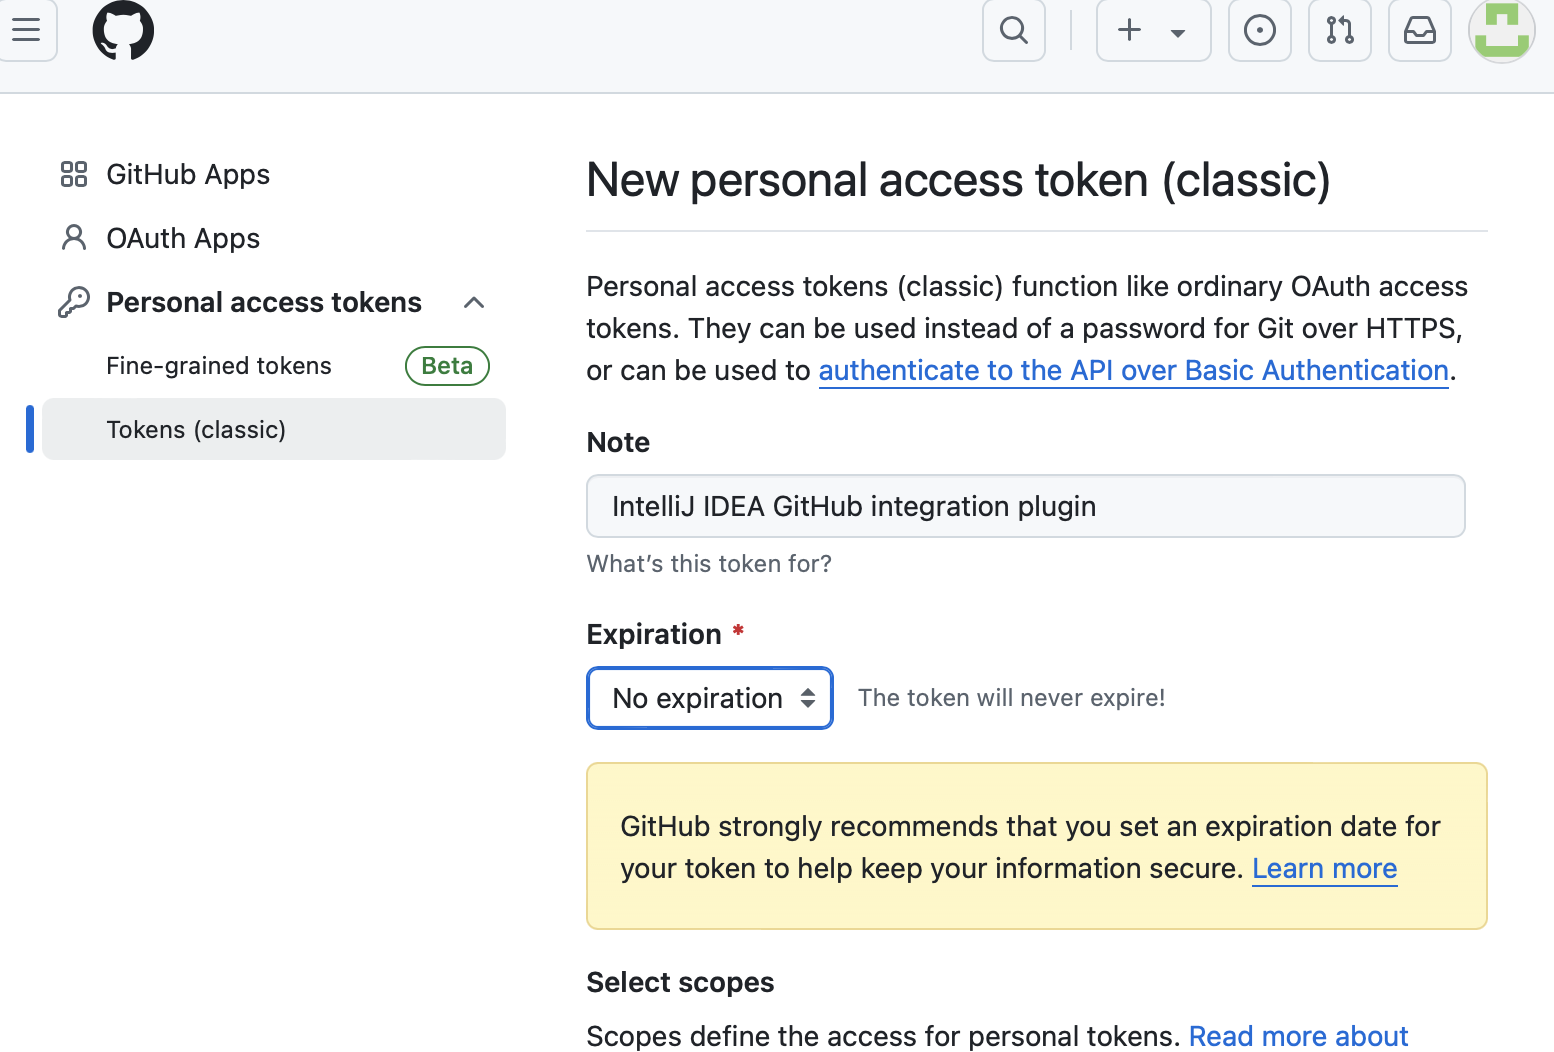 GitHub Apps
OAuth Apps
Personal access tokens
Fine-grained tokens Beta
Tokens (classic)
New personal access token (classic)
Personal access tokens (classic) function like ordinary OAuth access
tokens. They can be used instead of a password for Git over HTTPS,
or can be used to authenticate to the API over Basic Authentication.
Note
IntelliJ IDEA GitHub integration plugin
What's this token for?
Expiration *
No expiration The token will never expire!
GitHub strongly recommends that you set an expiration date for
your token to help keep your information secure. Learn more
Select scopes
Scopes define the access for personal tokens. Read more about